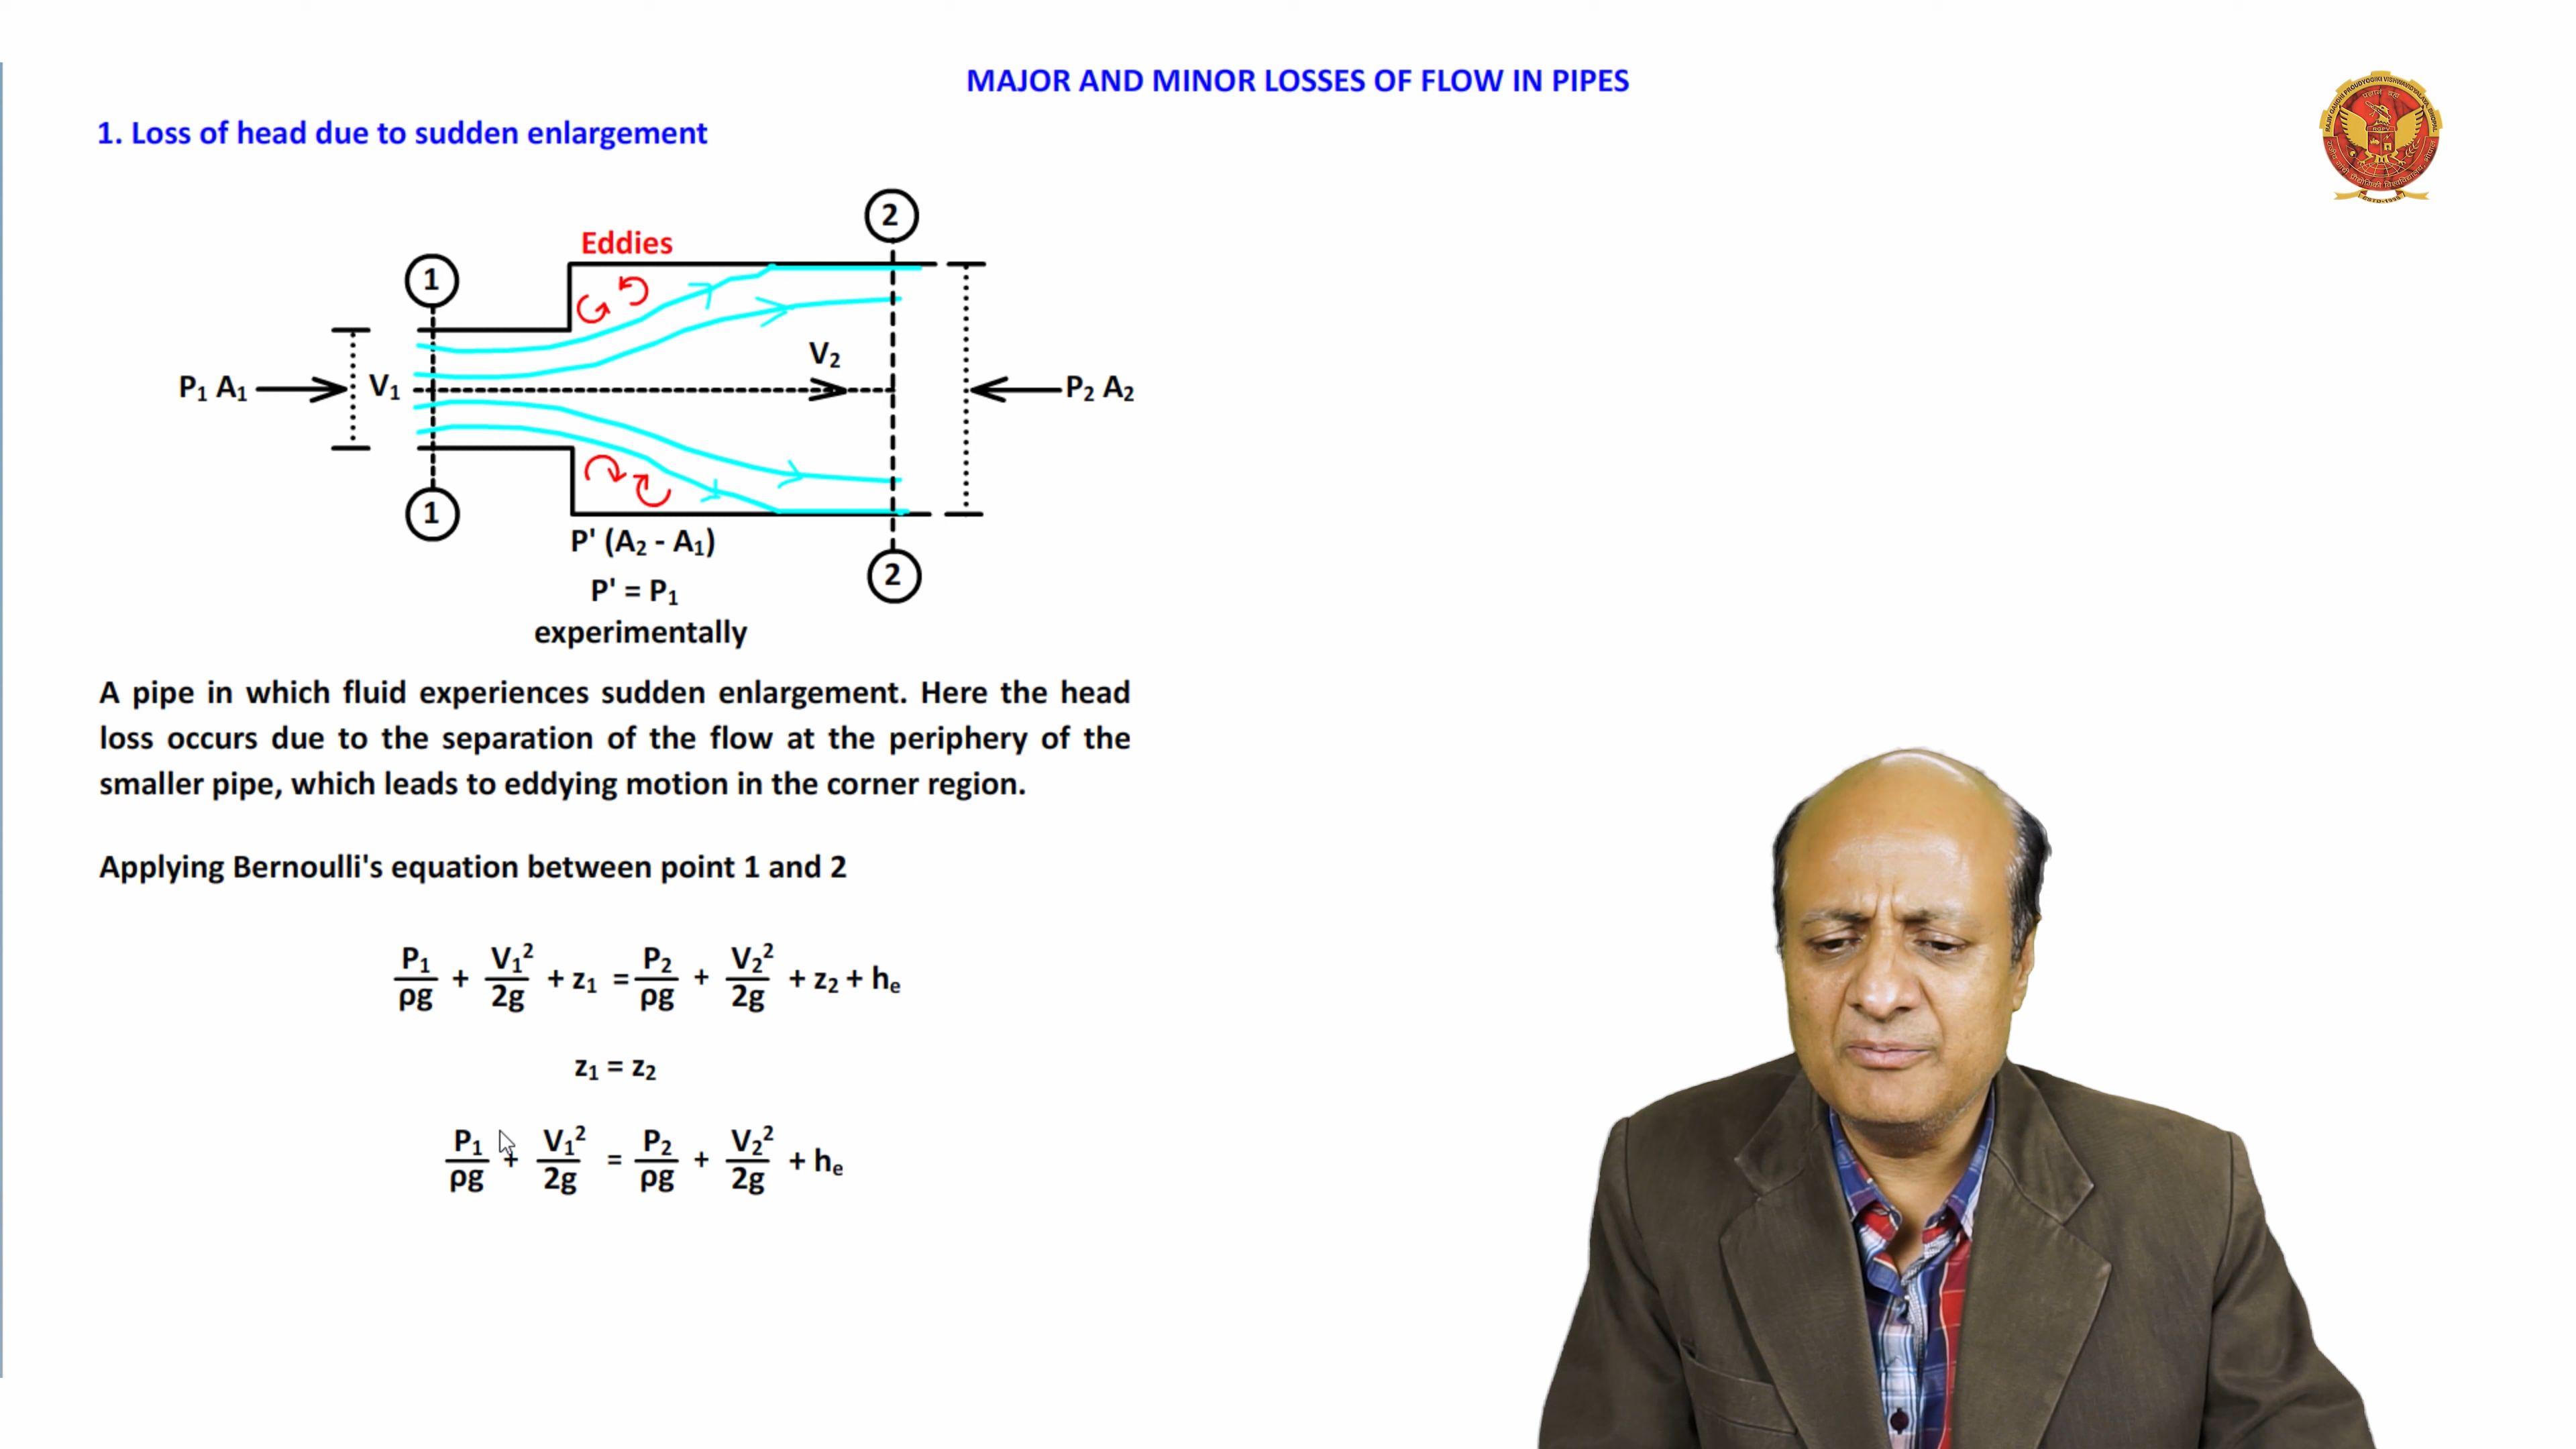 MAJOR AND MINOR LOSSES OF FLOW IN PIPES
1. Loss of head due to sudden enlargement
2
Eddies
1
V₂
P₁ A₁
V₁
P₂ A₂
1
P' (A₂ - A₁)
2
P' = P₁
experimentally
A pipe in which fluid experiences sudden enlargement. Here the head
loss occurs due to the separation of the flow at the periphery of the
smaller pipe, which leads to eddying motion in the corner region.
Applying Bernoulli's equation between point 1 and 2
P₁/ρg + V₁²/2g + z₁ = P₂/ρg + V₂²/2g + z₂ + hₑ
z₁ = z₂
P₁/ρg + V₁²/2g = P₂/ρg + V₂²/2g + hₑ